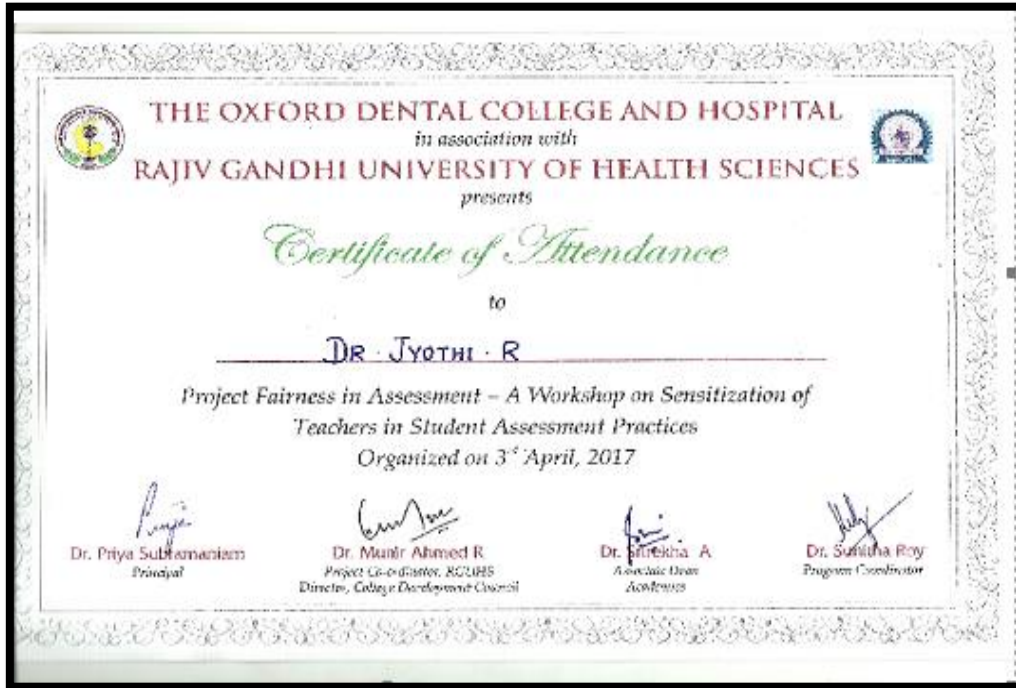 THE OXFORD DENTAL COLLEGE AND HOSPITAL
in association with
RAJIV GANDHI UNIVERSITY OF HEALTH SCIENCES
presents
Certificate of Attendance
to
DR. JYOTHI. R
Project Fairness in Assessment – A Workshop on Sensitization of
Teachers in Student Assessment Practices
Organized on 3rd April, 2017
Dr. Priya Subramaniam
Principal
Dr. Munir Ahmed R
Project Co-ordinator, RGUHS
Director, College Development Council
Dr. Srirekha A
Associate Dean
Academics
Dr. Sunitha Roy
Program Coordinator